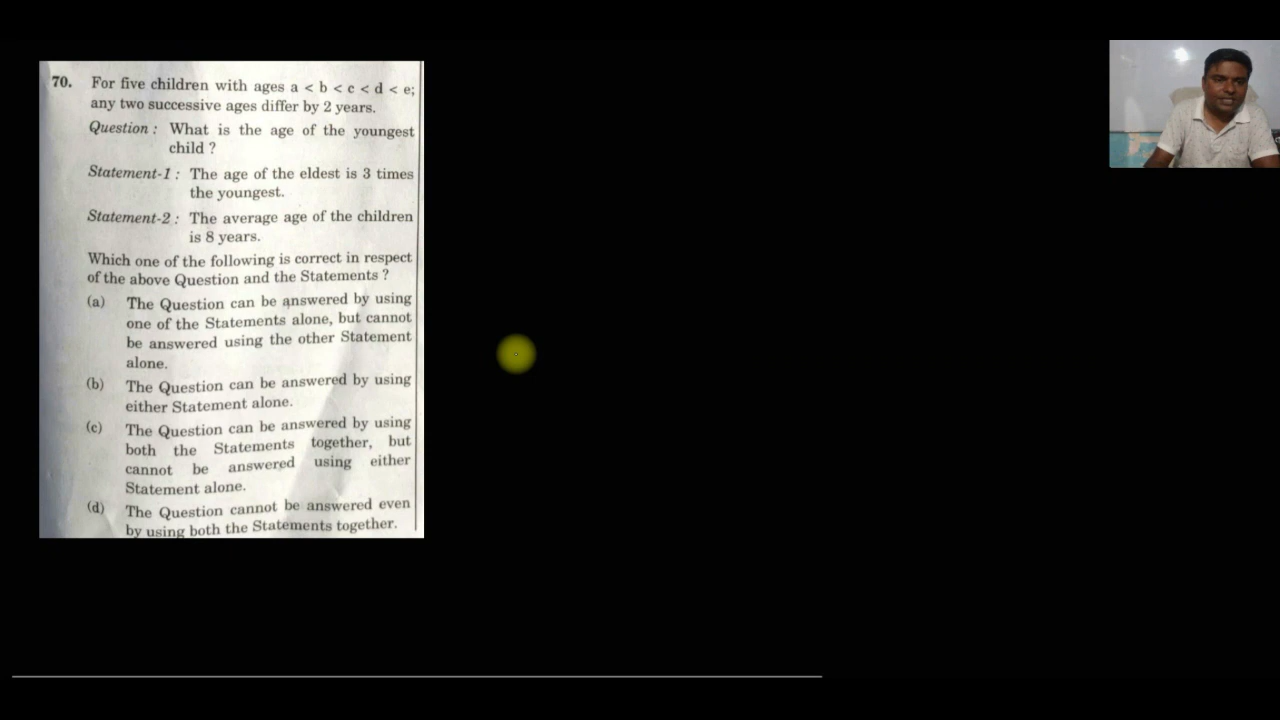 70. For five children with ages a < b < c < d < e;
any two successive ages differ by 2 years.
Question : What is the age of the youngest
child ?
Statement-1 : The age of the eldest is 3 times
the youngest.
Statement-2 : The average age of the children
is 8 years.
Which one of the following is correct in respect
of the above Question and the Statements ?
(a) The Question can be answered by using
one of the Statements alone, but cannot
be answered using the other Statement
alone.
(b) The Question can be answered by using
either Statement alone.
(c) The Question can be answered by using
both the Statements together, but
cannot be answered using either
Statement alone.
(d) The Question cannot be answered even
by using both the Statements together.